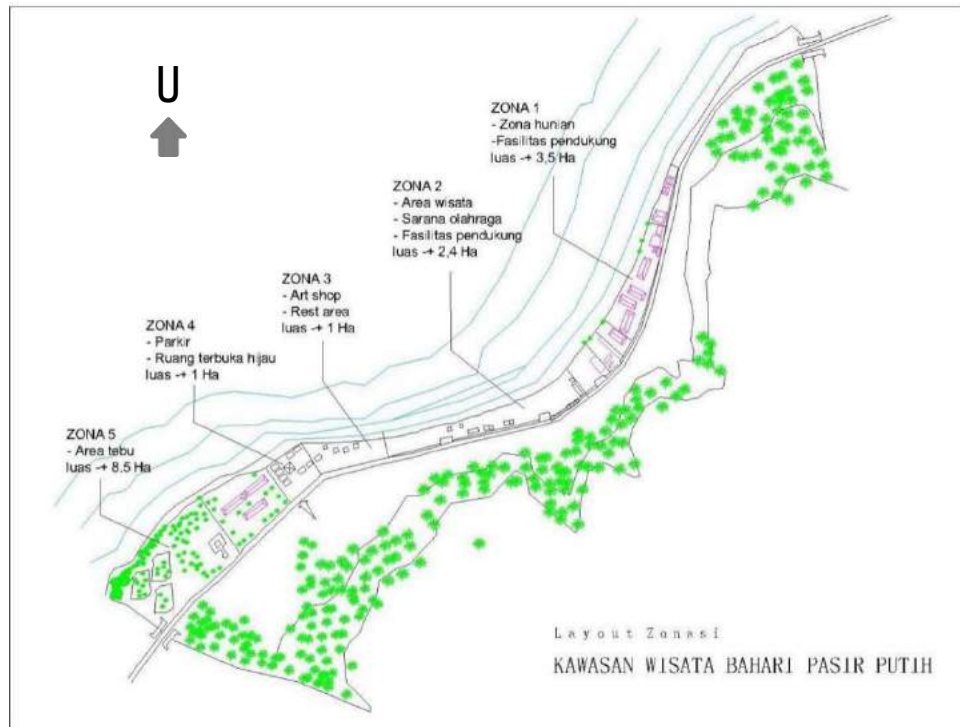 U
ZONA 1
- Zona hunian
-Fasilitas pendukung
luas -+ 3,5 Ha
ZONA 2
- Area wisata
- Sarana olahraga
- Fasilitas pendukung
luas -+ 2,4 Ha
ZONA 3
- Art shop
- Rest area
luas -+ 1 Ha
ZONA 4
- Parkir
- Ruang terbuka hijau
luas -+ 1 Ha
ZONA 5
- Area tebu
luas -+ 8.5 Ha
Layout Zonasi
KAWASAN WISATA BAHARI PASIR PUTIH